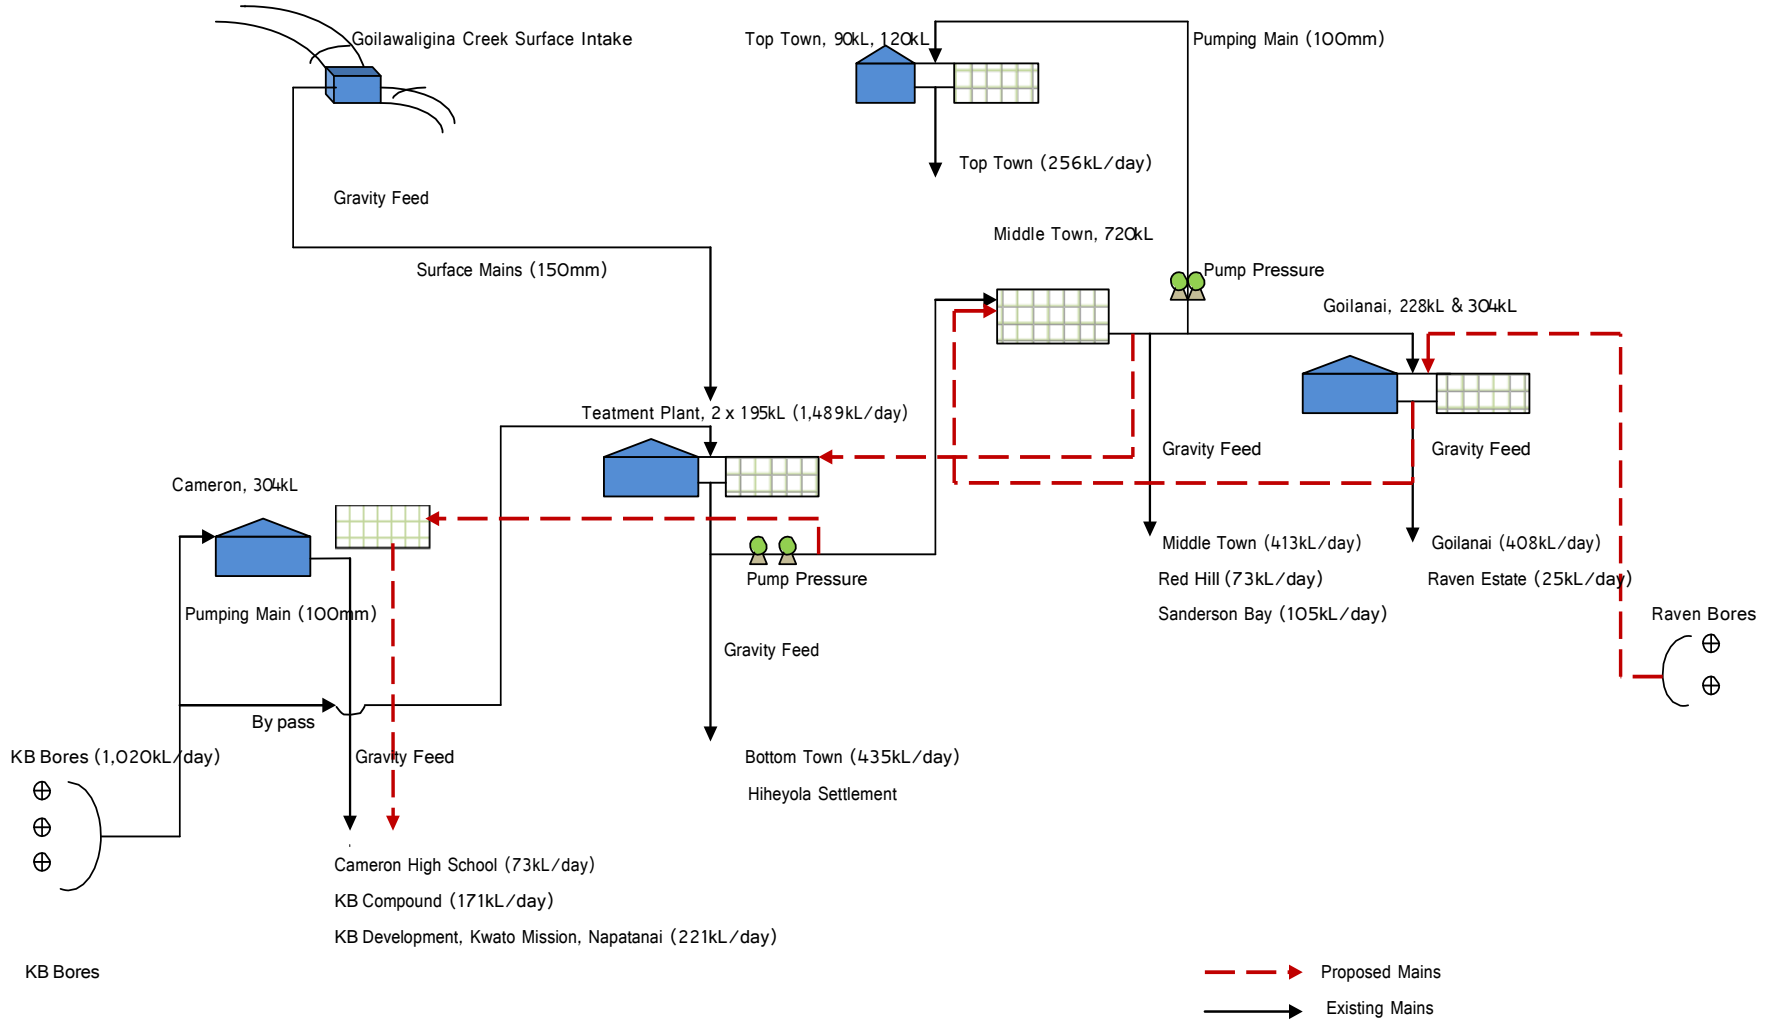 Goilawaligina Creek Surface Intake
Top Town, 90kL, 120kL
Pumping Main (100mm)
Top Town (256kL/day)
Gravity Feed
Middle Town, 720kL
Surface Mains (150mm)
Pump Pressure
Goilanai, 228kL & 304kL
Teatment Plant, 2 x 195kL (1,489kL/day)
Gravity Feed
Gravity Feed
Cameron, 304kL
Middle Town (413kL/day)
Goilanai (408kL/day)
Pump Pressure
Red Hill (73kL/day)
Raven Estate (25kL/day)
Pumping Main (100mm)
Sanderson Bay (105kL/day)
Raven Bores
Gravity Feed
By pass
KB Bores (1,020kL/day)
Gravity Feed
Bottom Town (435kL/day)
Hiheyola Settlement
Cameron High School (73kL/day)
KB Compound (171kL/day)
KB Development, Kwato Mission, Napatanai (221kL/day)
KB Bores
Proposed Mains
Existing Mains